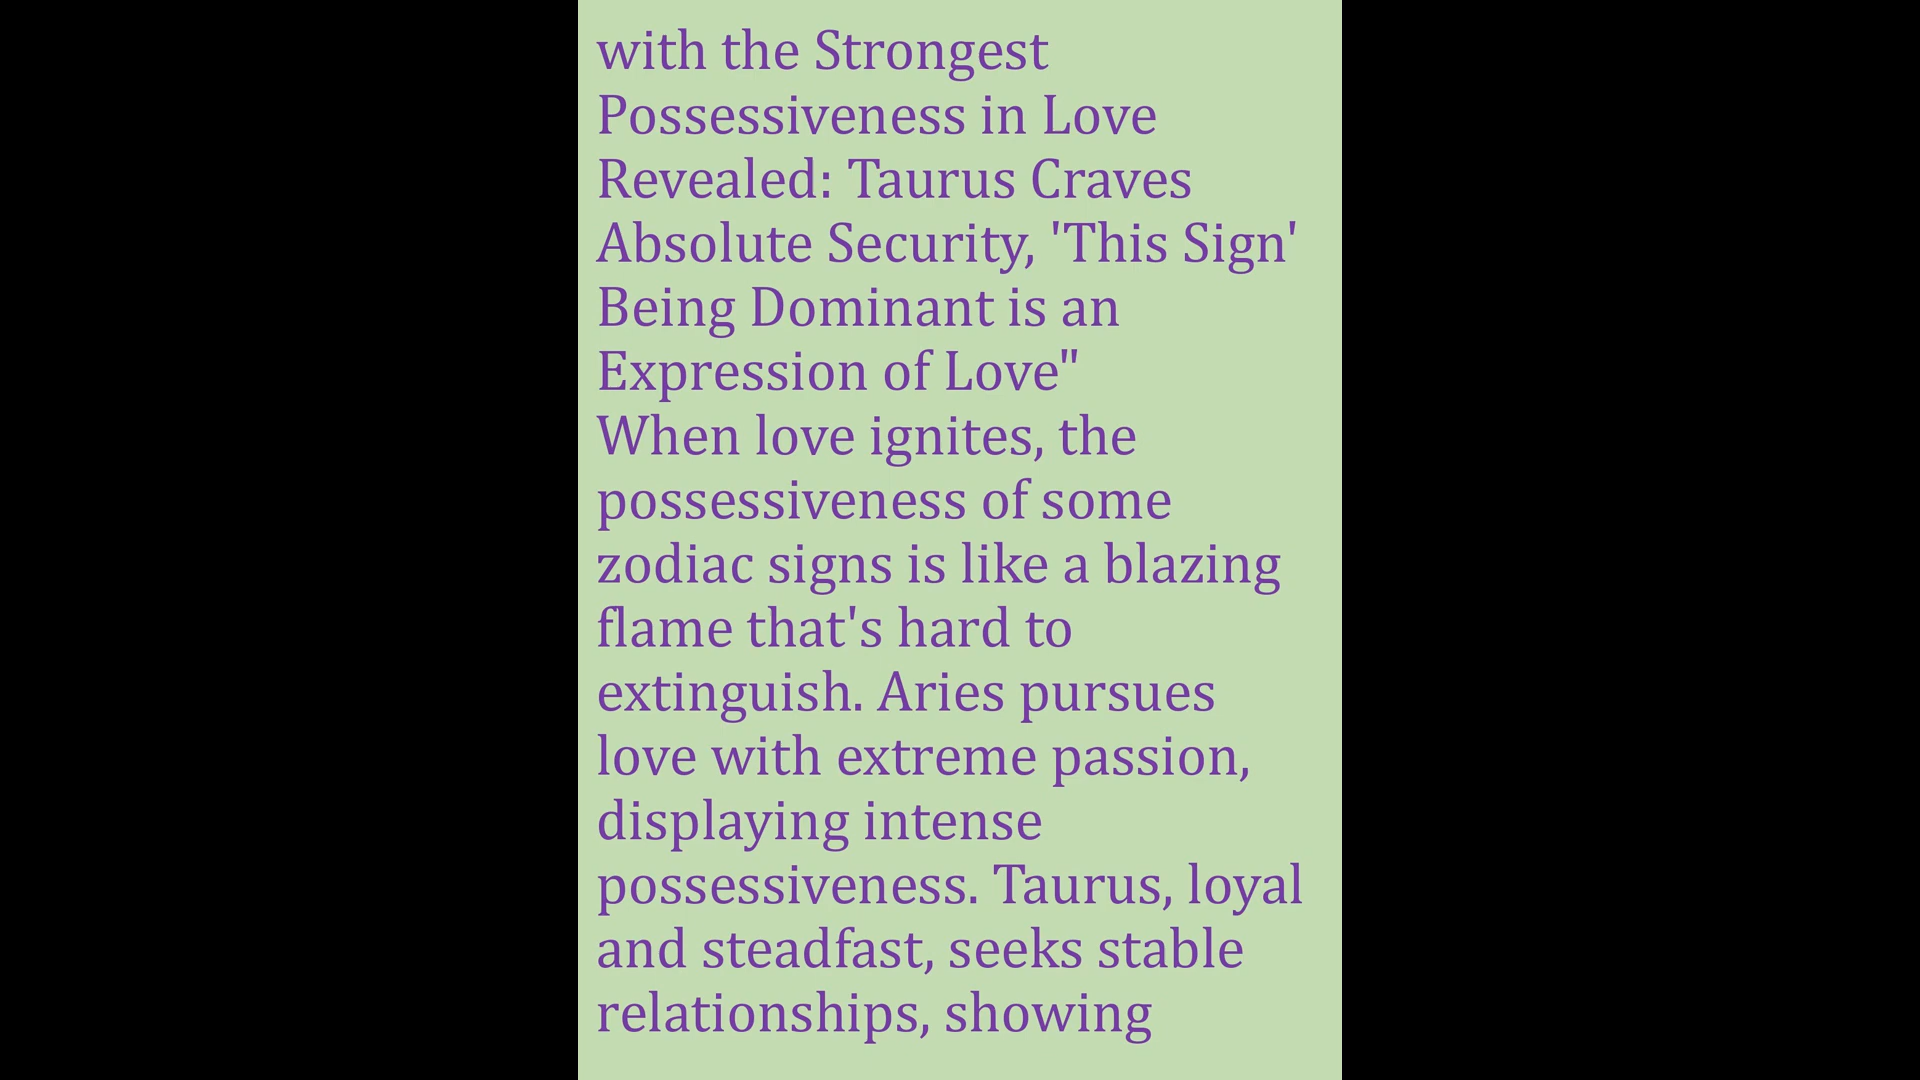 with the Strongest
Possessiveness in Love
Revealed: Taurus Craves
Absolute Security, 'This Sign'
Being Dominant is an
Expression of Love"
When love ignites, the
possessiveness of some
zodiac signs is like a blazing
flame that's hard to
extinguish. Aries pursues
love with extreme passion,
displaying intense
possessiveness. Taurus, loyal
and steadfast, seeks stable
relationships, showing